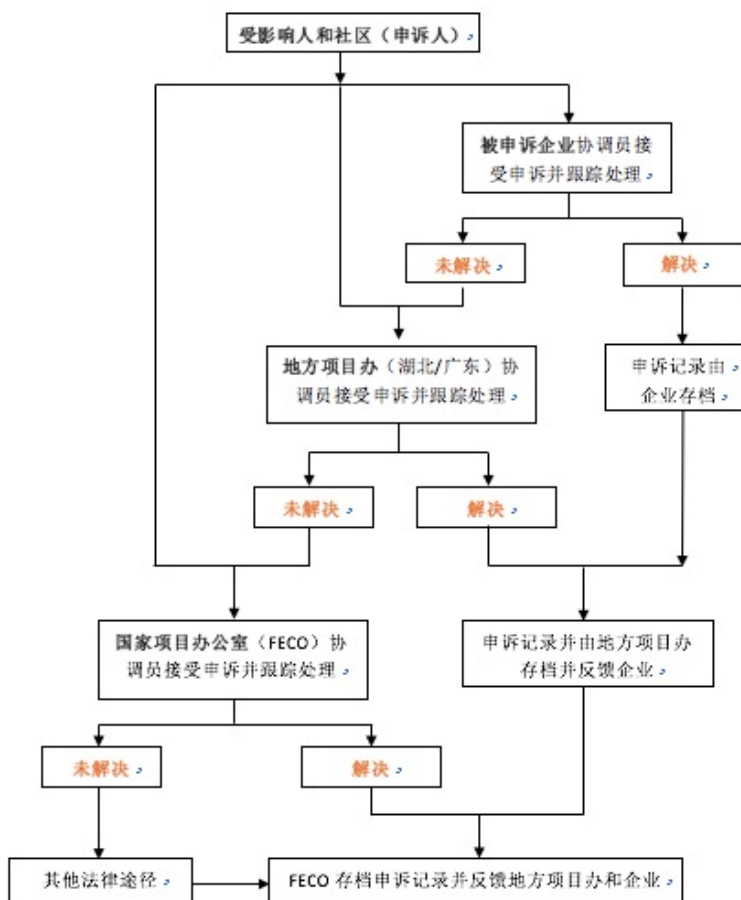 受影响人和社区（申诉人）
被申诉企业协调员接
受申诉并跟踪处理
未解决
解决
地方项目办（湖北/广东）协
调员接受申诉并跟踪处理
申诉记录由
企业存档
未解决
解决
国家项目办公室（FECO）协
调员接受申诉并跟踪处理
申诉记录并由地方项目办
存档并反馈企业
未解决
解决
其他法律途径
FECO 存档申诉记录并反馈地方项目办和企业